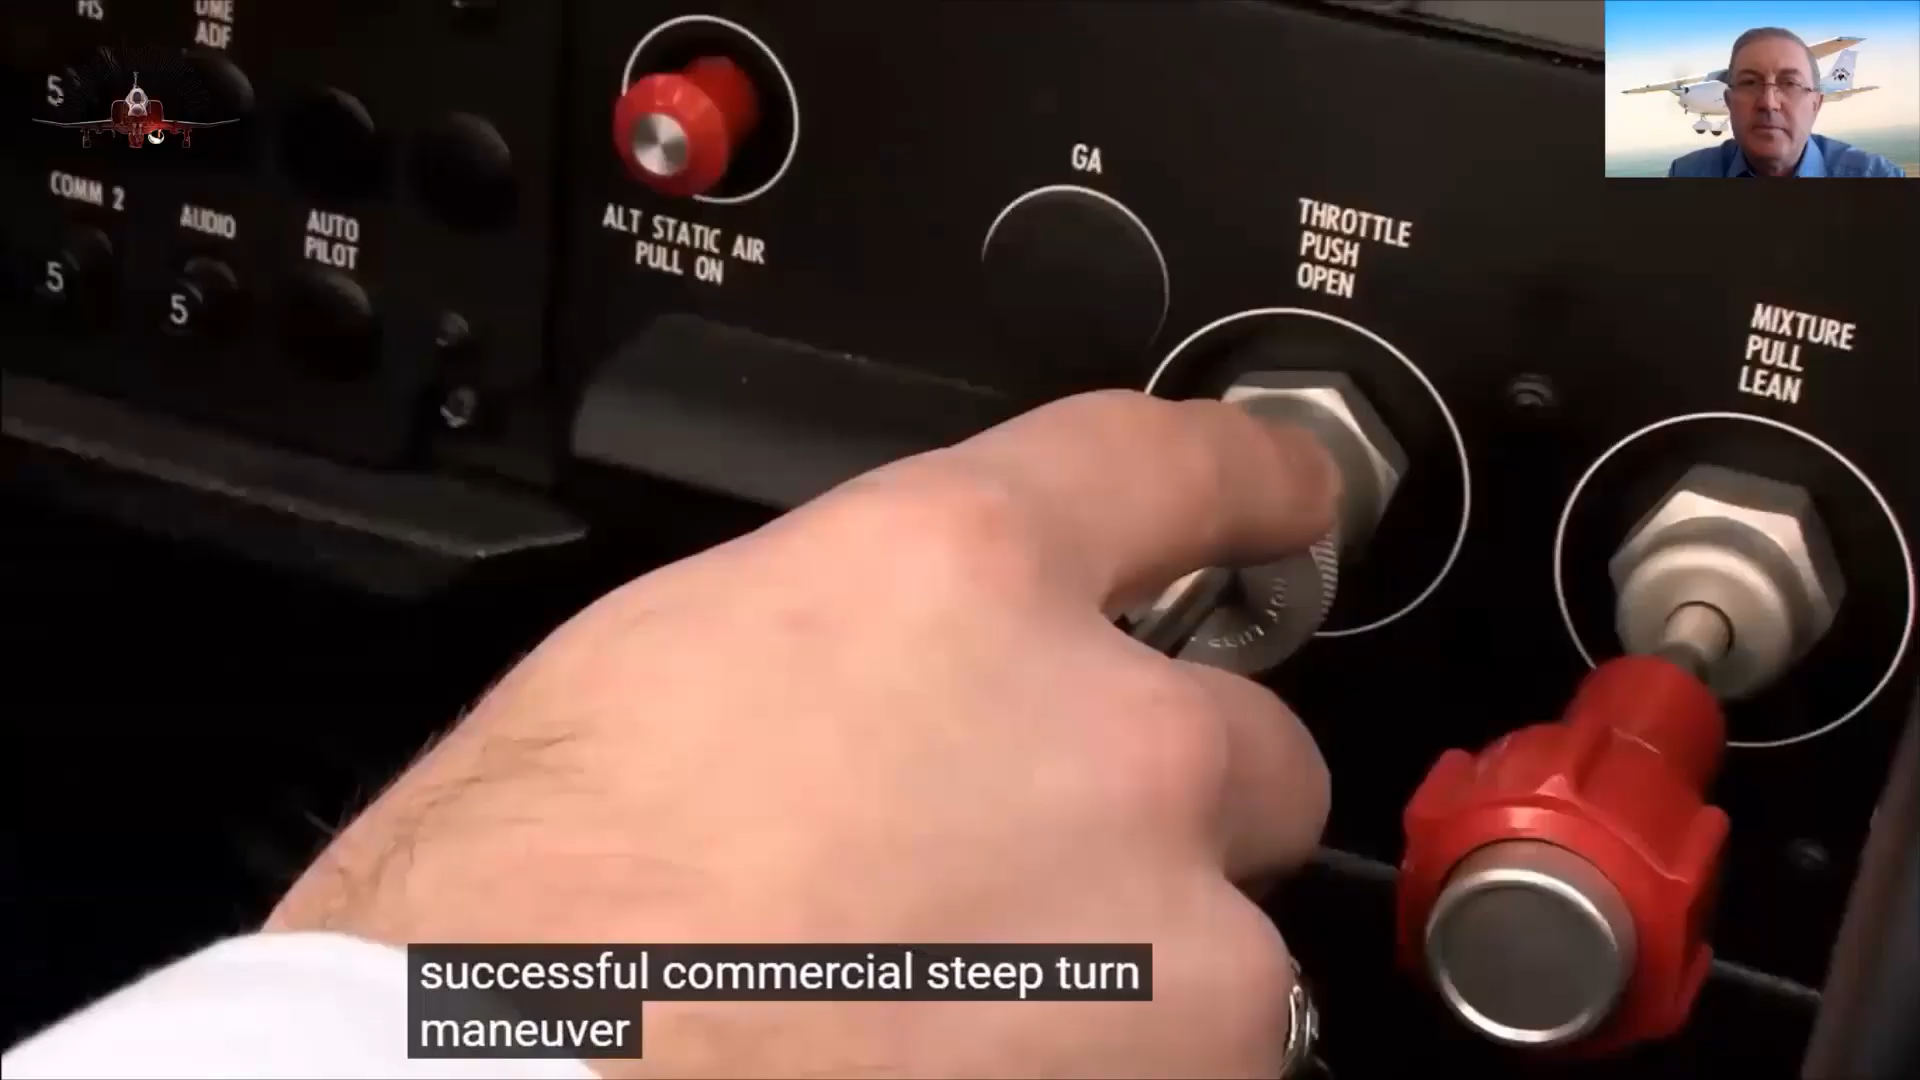 DME
ADF
5
COMM 2
5
AUDIO
5
AUTO
PILOT
ALT STATIC AIR
PULL ON
GA
THROTTLE
PUSH
OPEN
MIXTURE
PULL
LEAN
successful commercial steep turn
maneuver